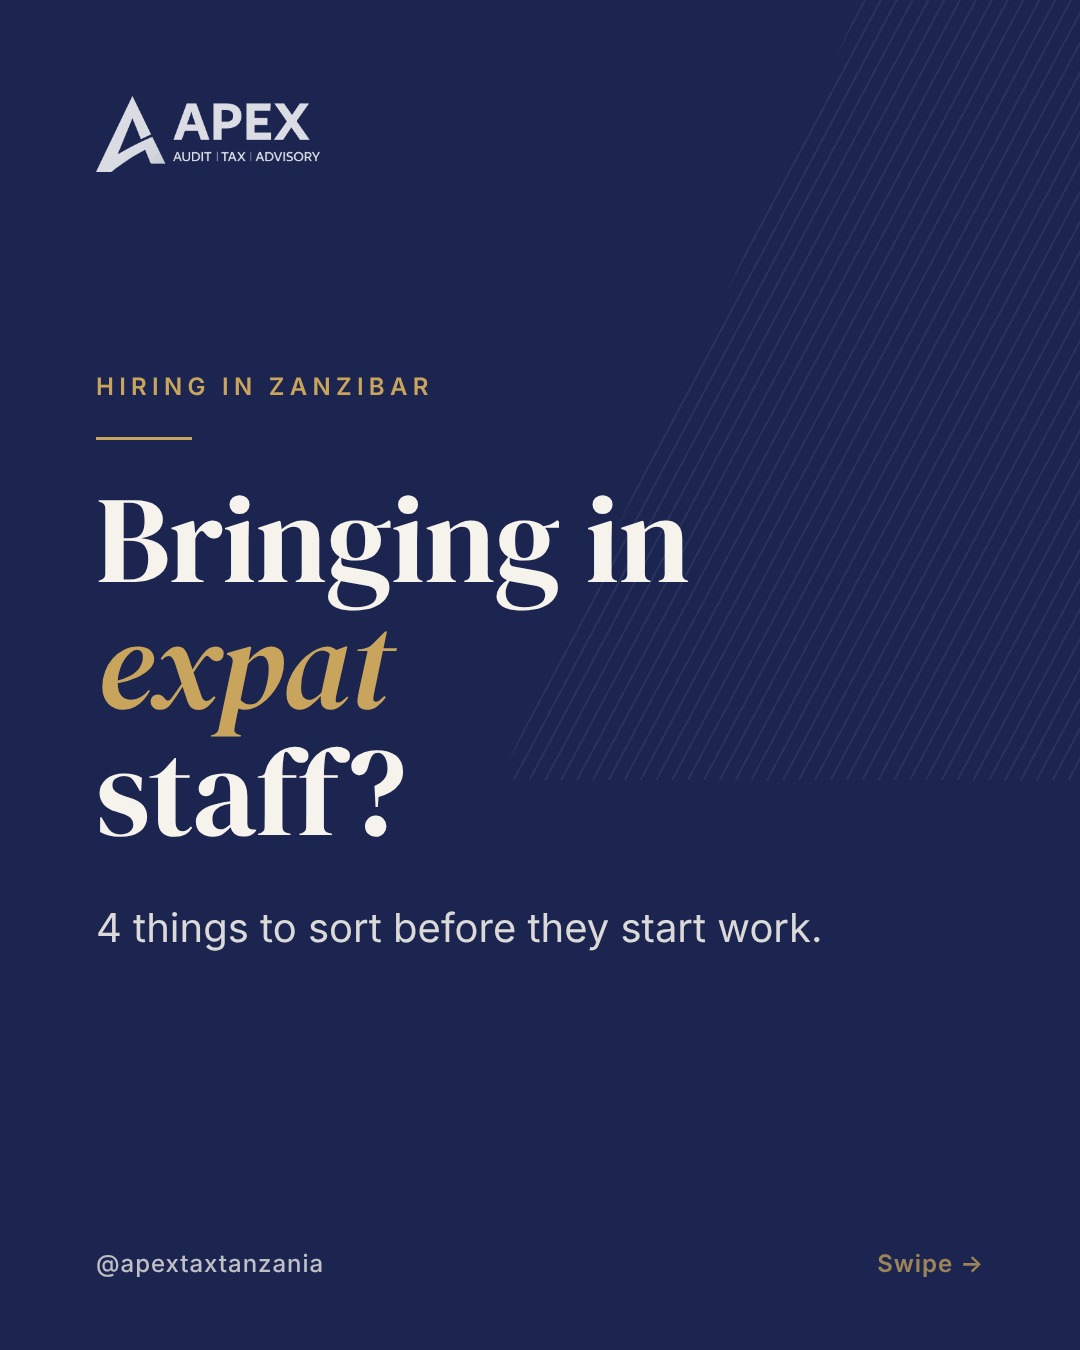 APEX
AUDIT | TAX | ADVISORY
HIRING IN ZANZIBAR
Bringing in
expat
staff?
4 things to sort before they start work.
@apextaxtanzania
Swipe →